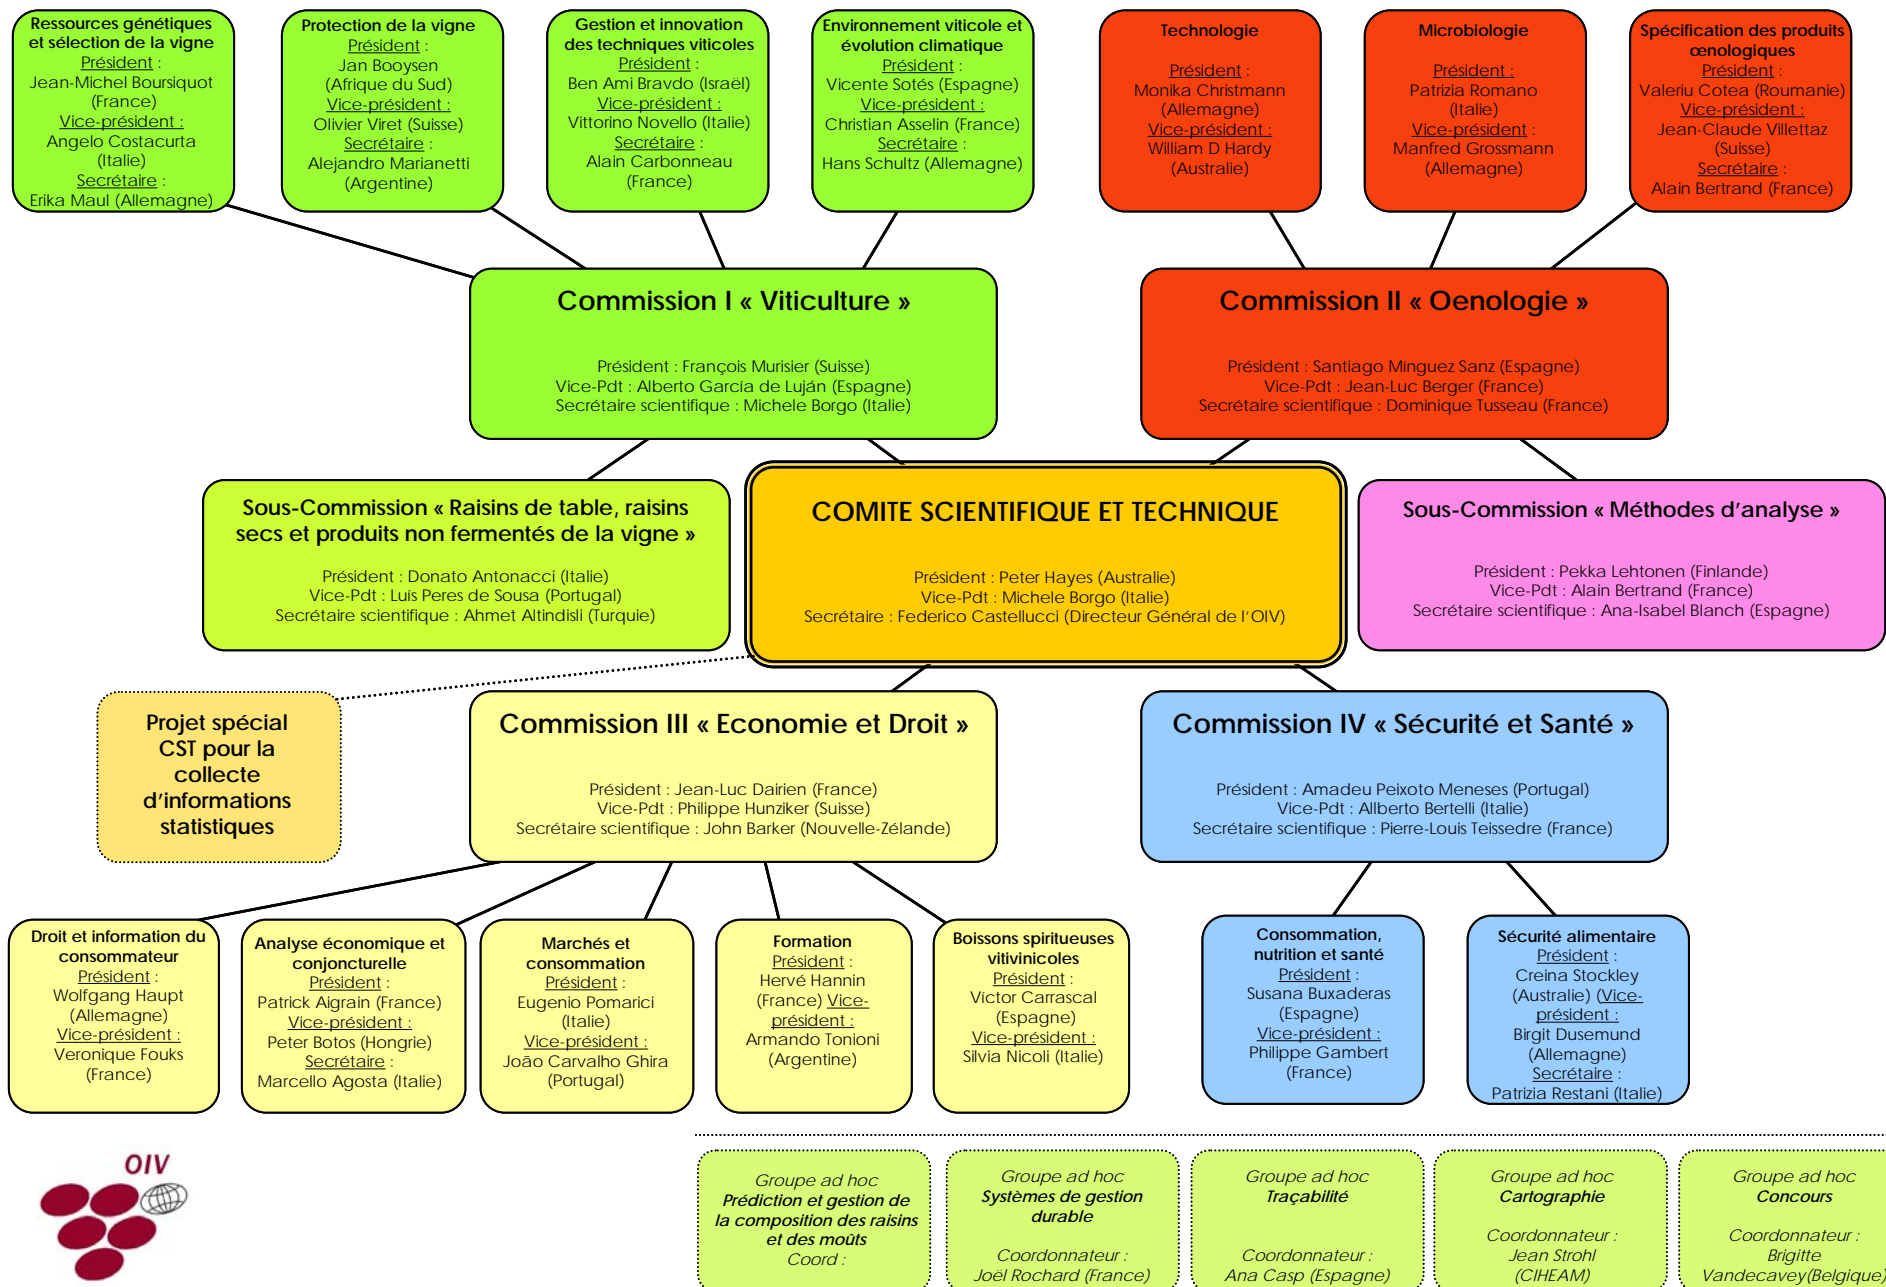 Ressources génétiques
et sélection de la vigne
Président :
Jean-Michel Boursiquot
(France)
Vice-président :
Angelo Costacurta
(Italie)
Secrétaire :
Erika Maul (Allemagne)
Protection de la vigne
Président :
Jan Booysen
(Afrique du Sud)
Vice-président :
Olivier Viret (Suisse)
Secrétaire :
Alejandro Marianetti
(Argentine)
Gestion et innovation
des techniques viticoles
Président :
Ben Ami Bravdo (Israël)
Vice-président :
Vittorino Novello (Italie)
Secrétaire :
Alain Carbonneau
(France)
Environnement viticole et
évolution climatique
Président :
Vicente Sotés (Espagne)
Vice-président :
Christian Asselin (France)
Secrétaire :
Hans Schultz (Allemagne)
Technologie
Président :
Monika Christmann
(Allemagne)
Vice-président :
William D Hardy
(Australie)
Microbiologie
Président :
Patrizia Romano
(Italie)
Vice-président :
Manfred Grossmann
(Allemagne)
Spécification des produits
œnologiques
Président :
Valeriu Cotea (Roumanie)
Vice-président :
Jean-Claude Villettaz
(Suisse)
Secrétaire :
Alain Bertrand (France)
Commission I « Viticulture »
Président : François Murisier (Suisse)
Vice-Pdt : Alberto García de Luján (Espagne)
Secrétaire scientifique : Michele Borgo (Italie)
Commission II « Oenologie »
Président : Santiago Mínguez Sanz (Espagne)
Vice-Pdt : Jean-Luc Berger (France)
Secrétaire scientifique : Dominique Tusseau (France)
Sous-Commission « Raisins de table, raisins
secs et produits non fermentés de la vigne »
Président : Donato Antonacci (Italie)
Vice-Pdt : Luís Peres de Sousa (Portugal)
Secrétaire scientifique : Ahmet Altindisli (Turquie)
COMITE SCIENTIFIQUE ET TECHNIQUE
Président : Peter Hayes (Australie)
Vice-Pdt : Michele Borgo (Italie)
Secrétaire : Federico Castellucci (Directeur Général de l'OIV)
Sous-Commission « Méthodes d'analyse »
Président : Pekka Lehtonen (Finlande)
Vice-Pdt : Alain Bertrand (France)
Secrétaire scientifique : Ana-Isabel Blanch (Espagne)
Projet spécial
CST pour la
collecte
d'informations
statistiques
Commission III « Economie et Droit »
Président : Jean-Luc Dairien (France)
Vice-Pdt : Philippe Hunziker (Suisse)
Secrétaire scientifique : John Barker (Nouvelle-Zélande)
Commission IV « Sécurité et Santé »
Président : Amadeu Peixoto Meneses (Portugal)
Vice-Pdt : Allberto Bertelli (Italie)
Secrétaire scientifique : Pierre-Louis Teissedre (France)
Droit et information du
consommateur
Président :
Wolfgang Haupt
(Allemagne)
Vice-président :
Veronique Fouks
(France)
Analyse économique et
conjoncturelle
Président :
Patrick Aigrain (France)
Vice-président :
Peter Botos (Hongrie)
Secrétaire :
Marcello Agosta (Italie)
Marchés et
consommation
Président :
Eugenio Pomarici
(Italie)
Vice-président :
João Carvalho Ghira
(Portugal)
Formation
Président :
Hervé Hannin
(France) Vice-
président :
Armando Tonioni
(Argentine)
Boissons spiritueuses
vitivinicoles
Président :
Víctor Carrascal
(Espagne)
Vice-président :
Silvia Nicoli (Italie)
Consommation,
nutrition et santé
Président :
Susana Buxaderas
(Espagne)
Vice-président :
Philippe Gambert
(France)
Sécurité alimentaire
Président :
Creina Stockley
(Australie) (Vice-
président :
Birgit Dusemund
(Allemagne)
Secrétaire :
Patrizia Restani (Italie)
OIV
Groupe ad hoc
Prédiction et gestion de
la composition des raisins
et des moûts
Coord :
Groupe ad hoc
Systèmes de gestion
durable
Coordonnateur :
Joël Rochard (France)
Groupe ad hoc
Traçabilité
Coordonnateur :
Ana Casp (Espagne)
Groupe ad hoc
Cartographie
Coordonnateur :
Jean Strohl
(CIHEAM)
Groupe ad hoc
Concours
Coordonnateur :
Brigitte
Vandecavey(Belgique)